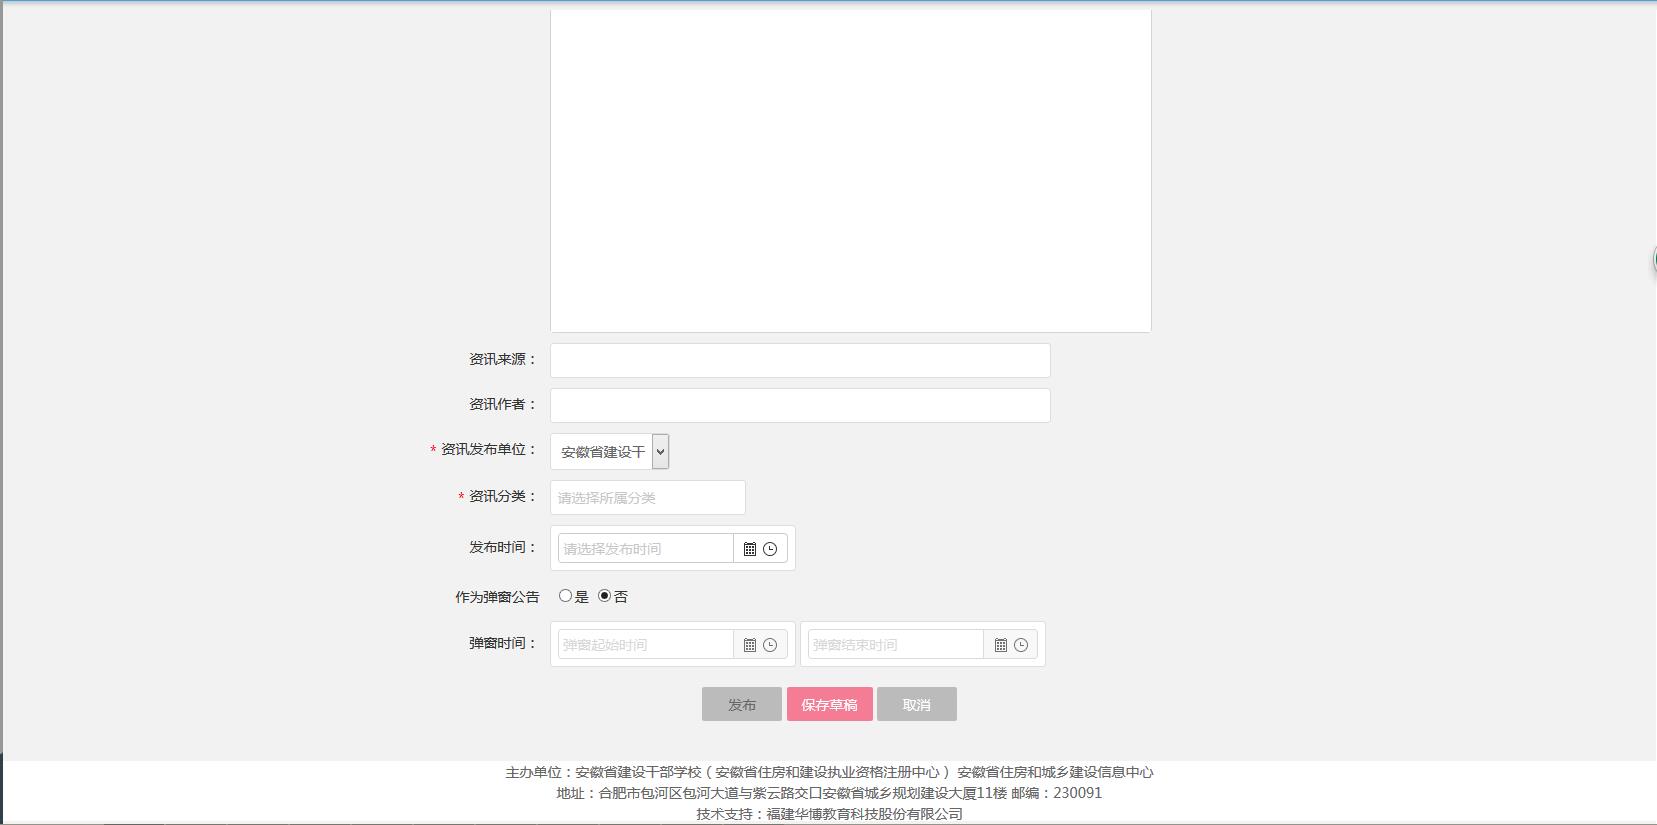 资讯来源：
资讯作者：
* 资讯发布单位： 安徽省建设干
* 资讯分类： 请选择所属分类
发布时间： 请选择发布时间
作为弹窗公告 是 否
弹窗时间： 弹窗起始时间 弹窗结束时间
发布 保存草稿 取消
主办单位：安徽省建设干部学校（安徽省住房和建设执业资格注册中心） 安徽省住房和城乡建设信息中心
地址：合肥市包河区包河大道与紫云路交口安徽省城乡规划建设大厦11楼 邮编：230091
技术支持：福建华博教育科技股份有限公司